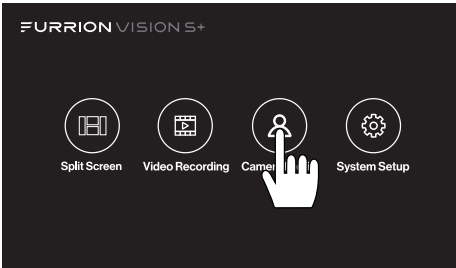 FURRION VISION S+
Split Screen
Video Recording
System Setup